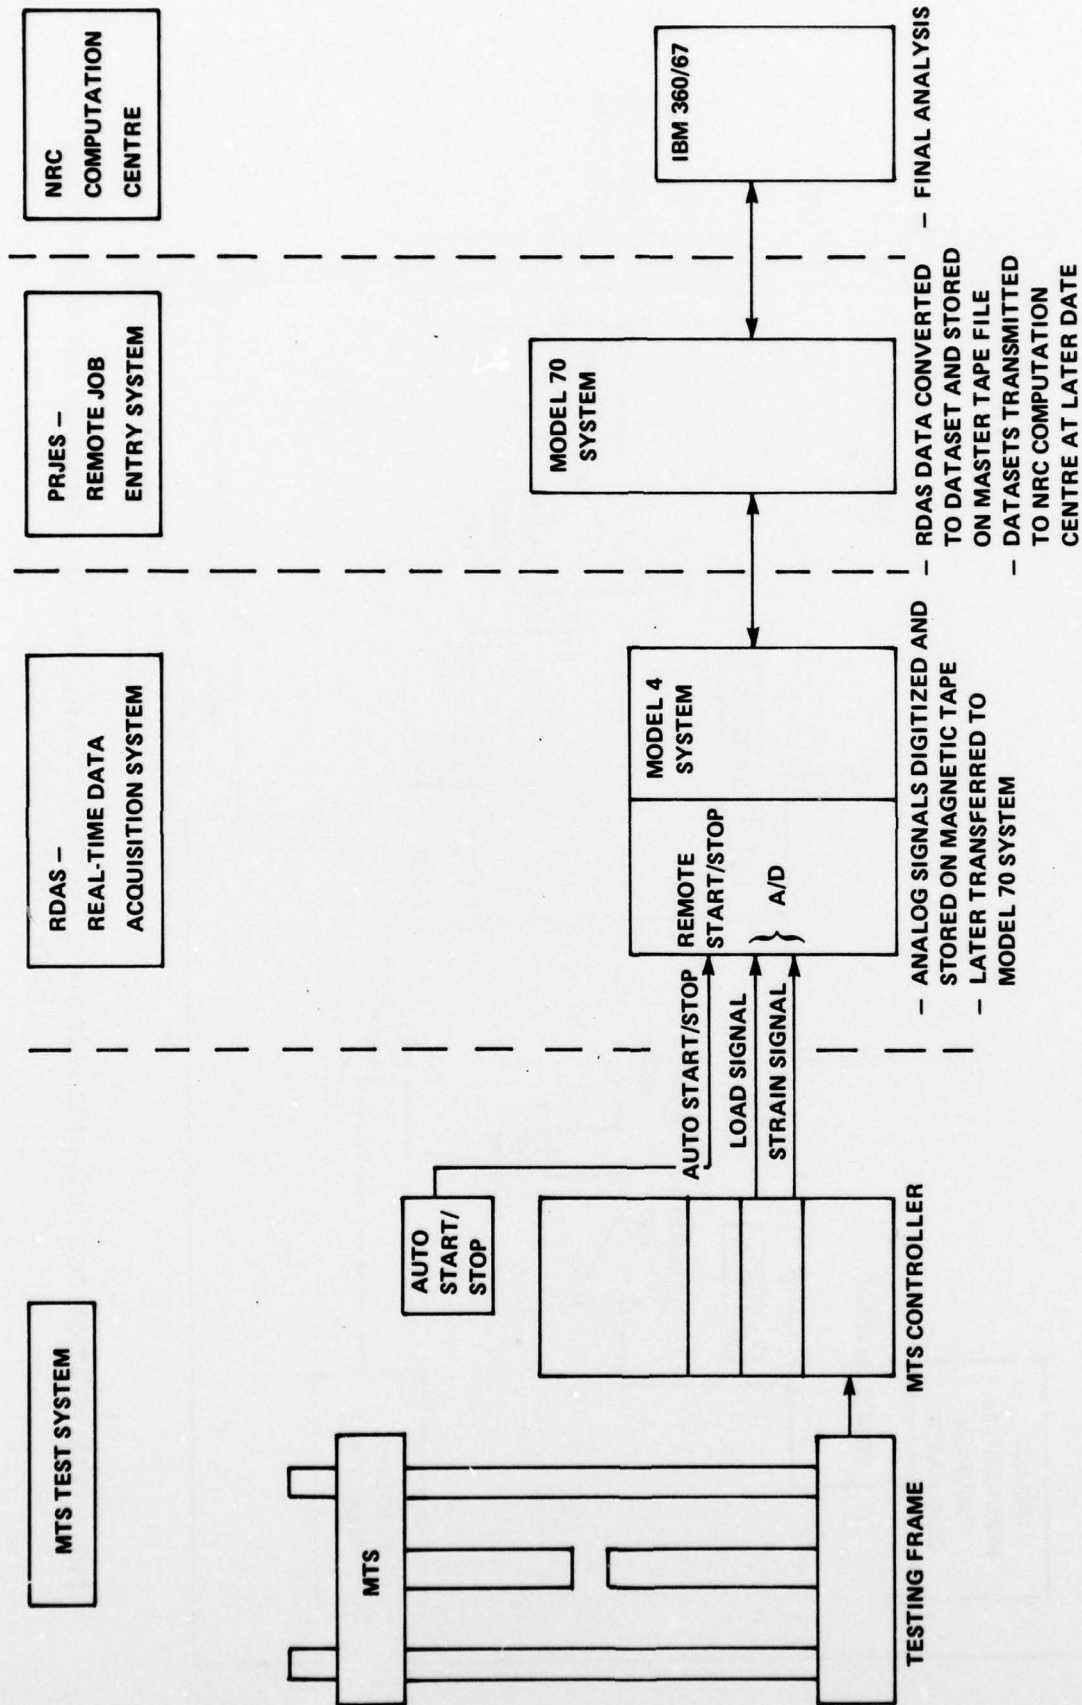 MTS TEST SYSTEM
RDAS –
REAL-TIME DATA
ACQUISITION SYSTEM
PRJES –
REMOTE JOB
ENTRY SYSTEM
NRC
COMPUTATION
CENTRE
MTS
TESTING FRAME
AUTO
START/
STOP
MTS CONTROLLER
AUTO START/STOP
LOAD SIGNAL
STRAIN SIGNAL
REMOTE
START/STOP
} A/D
MODEL 4
SYSTEM
MODEL 70
SYSTEM
IBM 360/67
– ANALOG SIGNALS DIGITIZED AND
STORED ON MAGNETIC TAPE
– LATER TRANSFERRED TO
MODEL 70 SYSTEM
– RDAS DATA CONVERTED
TO DATASET AND STORED
ON MASTER TAPE FILE
– DATASETS TRANSMITTED
TO NRC COMPUTATION
CENTRE AT LATER DATE
– FINAL ANALYSIS